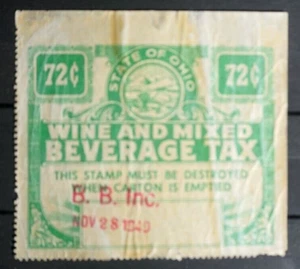 72¢ STATE OF OHIO 72¢
WINE AND MIXED
BEVERAGE TAX
THIS STAMP MUST BE DESTROYED
WHEN CARTON IS EMPTIED
B. B. Inc.
NOV 28 1949